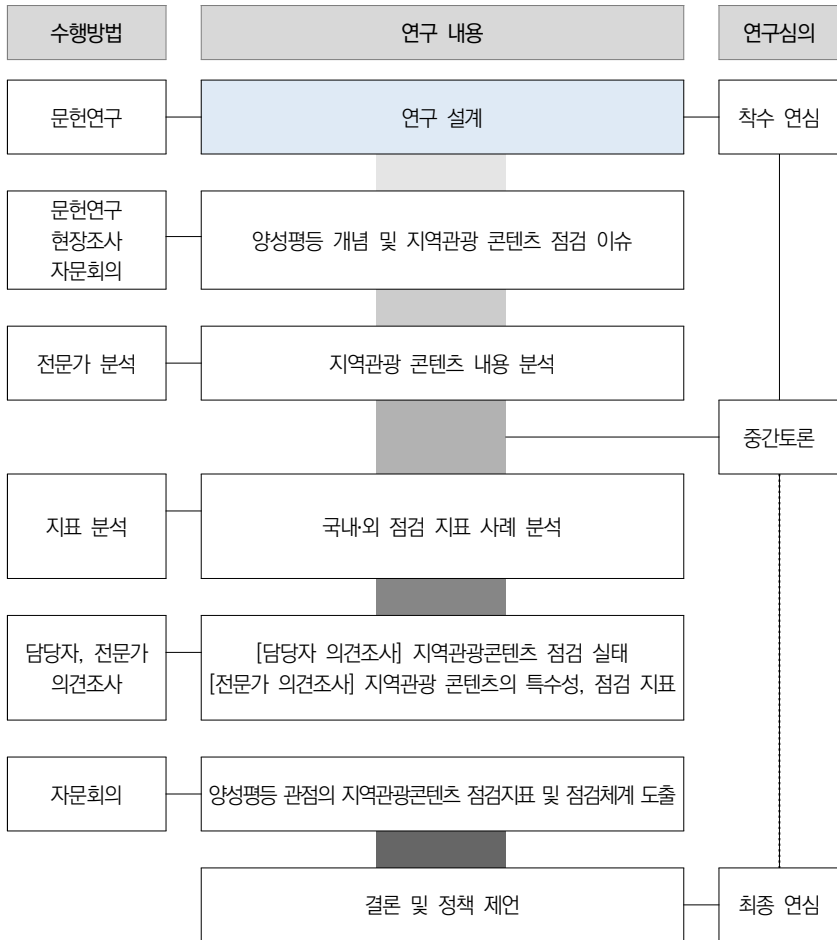 수행방법
연구 내용
연구심의
문헌연구
연구 설계
착수 연심
문헌연구
현장조사
자문회의
양성평등 개념 및 지역관광 콘텐츠 점검 이슈
전문가 분석
지역관광 콘텐츠 내용 분석
중간토론
지표 분석
국내·외 점검 지표 사례 분석
담당자, 전문가
의견조사
[담당자 의견조사] 지역관광콘텐츠 점검 실태
[전문가 의견조사] 지역관광 콘텐츠의 특수성, 점검 지표
자문회의
양성평등 관점의 지역관광콘텐츠 점검지표 및 점검체계 도출
결론 및 정책 제언
최종 연심